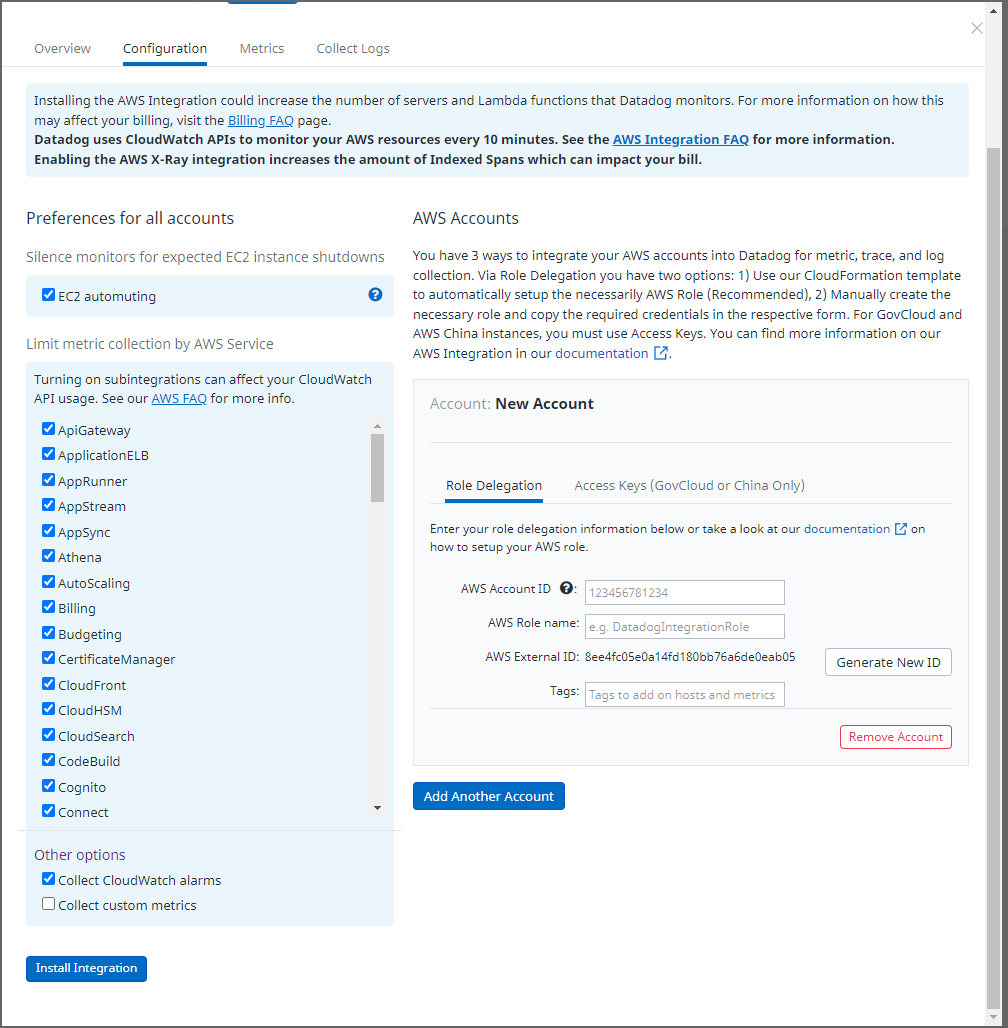 Overview Configuration Metrics Collect Logs
Installing the AWS Integration could increase the number of servers and Lambda functions that Datadog monitors. For more information on how this
may affect your billing, visit the Billing FAQ page.
Datadog uses CloudWatch APIs to monitor your AWS resources every 10 minutes. See the AWS Integration FAQ for more information.
Enabling the AWS X-Ray integration increases the amount of Indexed Spans which can impact your bill.
Preferences for all accounts
Silence monitors for expected EC2 instance shutdowns
EC2 automuting
Limit metric collection by AWS Service
Turning on subintegrations can affect your CloudWatch
API usage. See our AWS FAQ for more info.
ApiGateway
ApplicationELB
AppRunner
AppStream
AppSync
Athena
AutoScaling
Billing
Budgeting
CertificateManager
CloudFront
CloudHSM
CloudSearch
CodeBuild
Cognito
Connect
Other options
Collect CloudWatch alarms
Collect custom metrics
Install Integration
AWS Accounts
You have 3 ways to integrate your AWS accounts into Datadog for metric, trace, and log
collection. Via Role Delegation you have two options: 1) Use our CloudFormation template
to automatically setup the necessarily AWS Role (Recommended), 2) Manually create the
necessary role and copy the required credentials in the respective form. For GovCloud and
AWS China instances, you must use Access Keys. You can find more information on our
AWS Integration in our documentation.
Account: New Account
Role Delegation Access Keys (GovCloud or China Only)
Enter your role delegation information below or take a look at our documentation on
how to setup your AWS role.
AWS Account ID ?: 123456781234
AWS Role name: e.g. DatadogIntegrationRole
AWS External ID: 8ee4fc05e0a14fd180bb76a6de0eab05 Generate New ID
Tags: Tags to add on hosts and metrics
Remove Account
Add Another Account